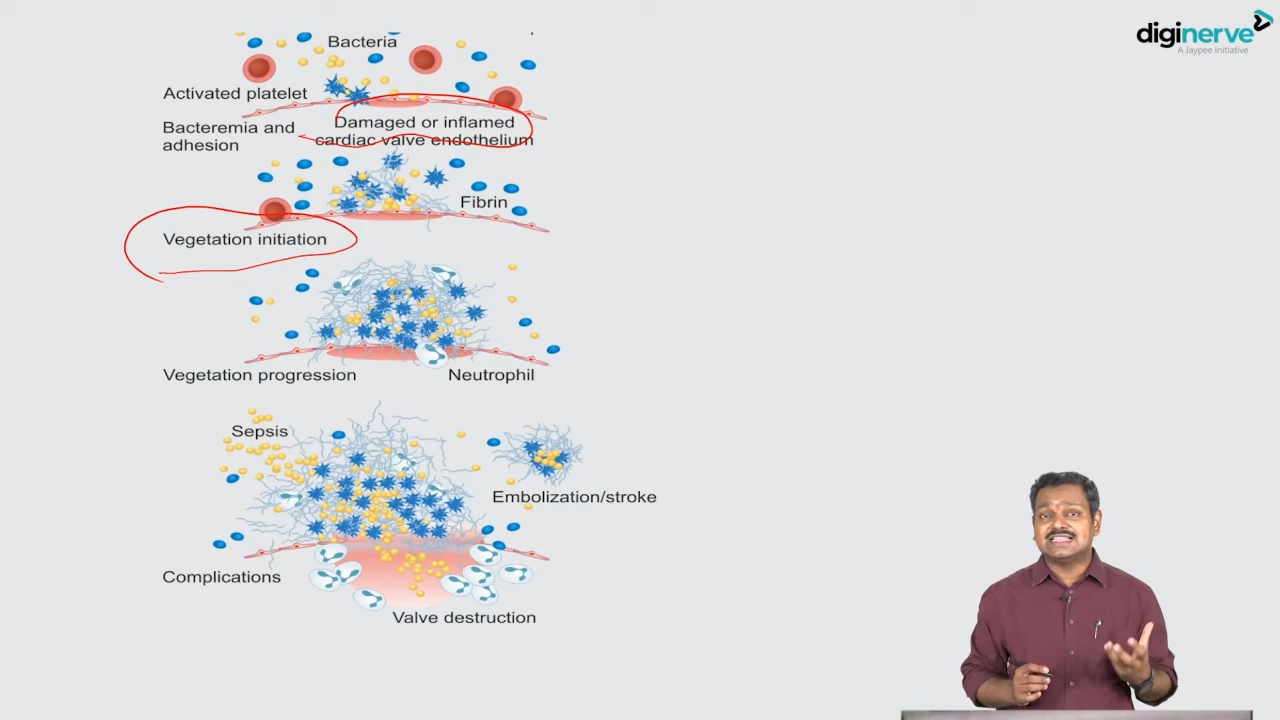 diginerve
A Jaypee Initiative
Bacteria
Activated platelet
Damaged or inflamed
cardiac valve endothelium
Bacteremia and
adhesion
Fibrin
Vegetation initiation
Vegetation progression
Neutrophil
Sepsis
Embolization/stroke
Complications
Valve destruction